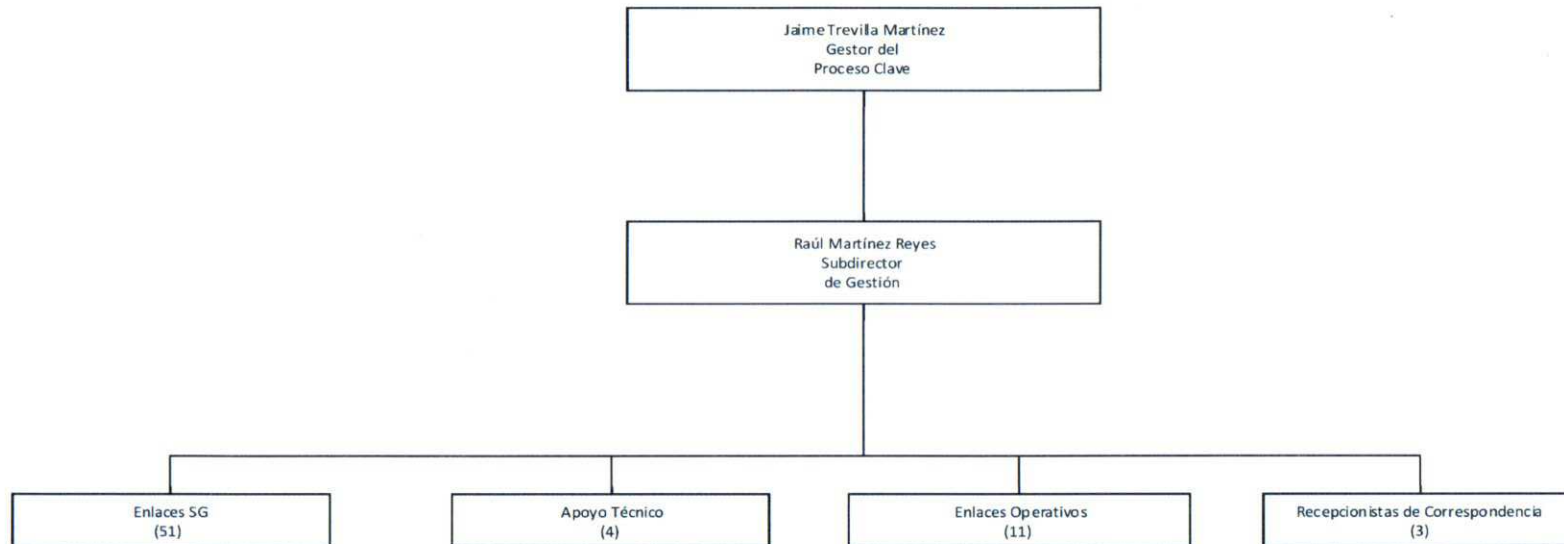 Jaime Trevilla Martínez
Gestor del
Proceso Clave
Raúl Martínez Reyes
Subdirector
de Gestión
Enlaces SG
(51)
Apoyo Técnico
(4)
Enlaces Operativos
(11)
Recepcionistas de Correspondencia
(3)